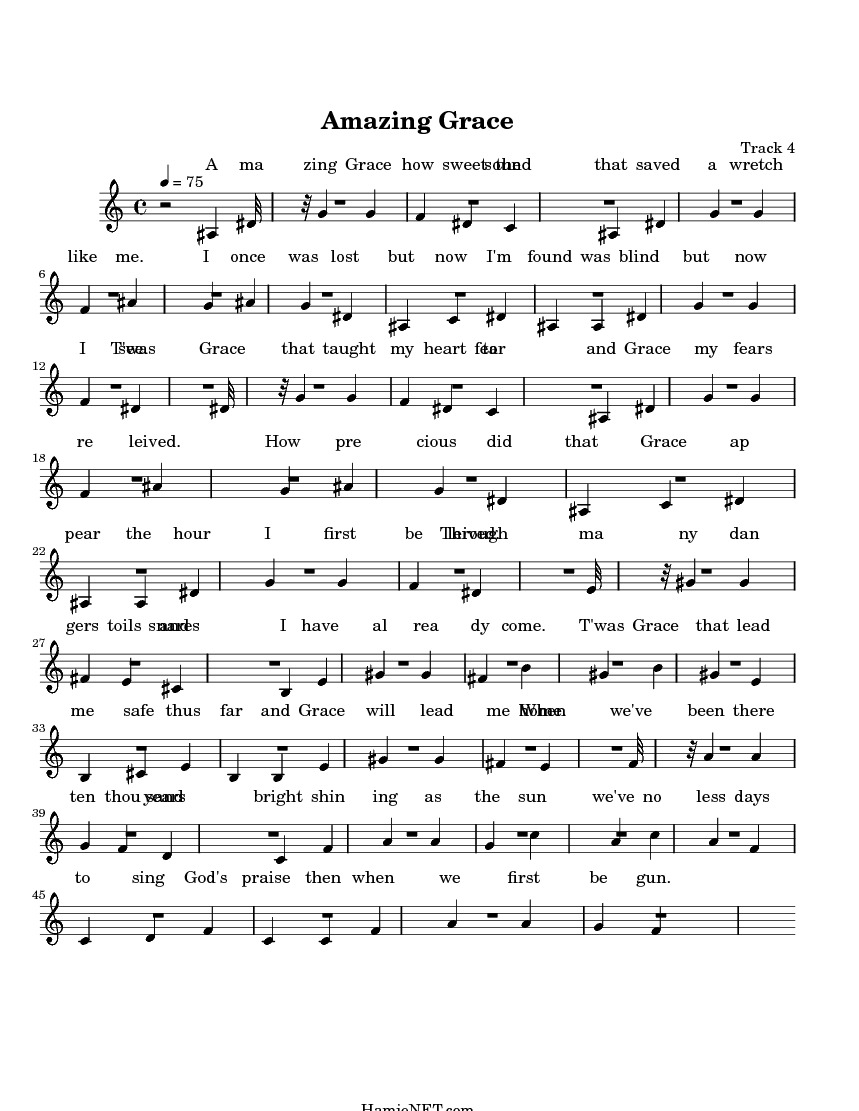 Amazing Grace
Track 4
A ma zing Grace how sweet the sound that saved a wretch
= 75
like me. I once was lost but now I'm found was blind but now
6
I see. T'was Grace that taught my heart to fear and Grace my fears
12
re leived. How pre cious did that Grace ap
18
pear the hour I first be leived. Through ma ny dan
22
gers toils and snares I have al rea dy come. T'was Grace that lead
27
me safe thus far and Grace will lead me home. When we've been there
33
ten thou sand years bright shin ing as the sun we've no less days
39
to sing God's praise then when we first be gun.
45
HamieNET.com